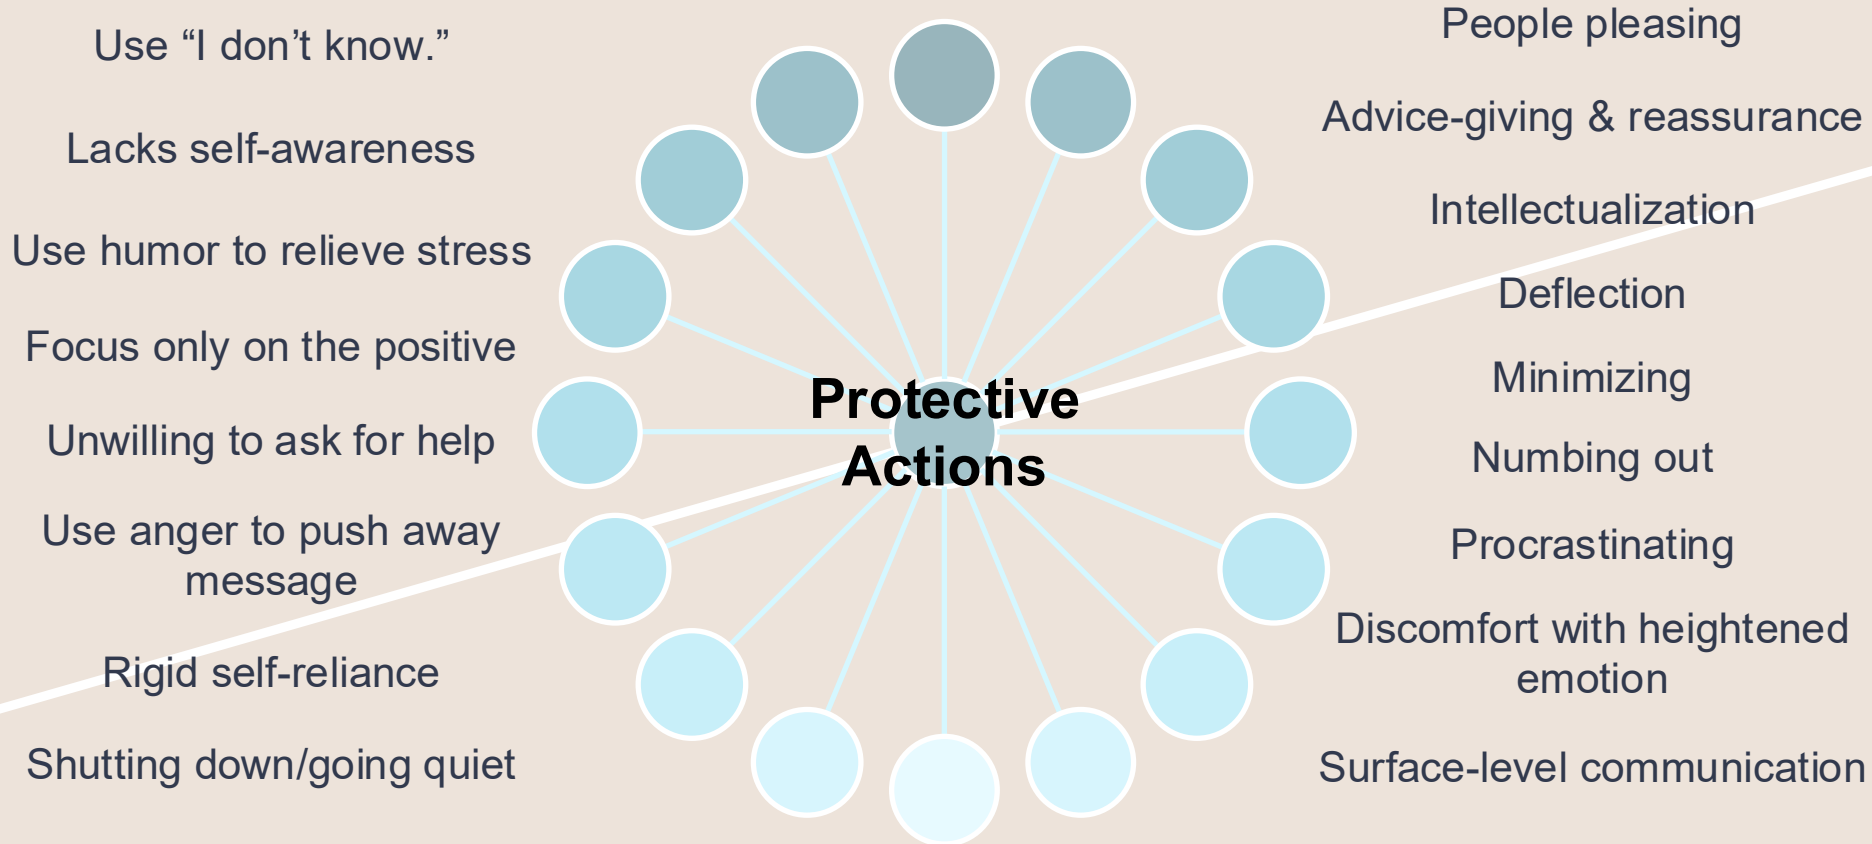 Use “I don’t know.”
Lacks self-awareness
Use humor to relieve stress
Focus only on the positive
Unwilling to ask for help
Use anger to push away
message
Rigid self-reliance
Shutting down/going quiet
Protective
Actions
People pleasing
Advice-giving & reassurance
Intellectualization
Deflection
Minimizing
Numbing out
Procrastinating
Discomfort with heightened
emotion
Surface-level communication